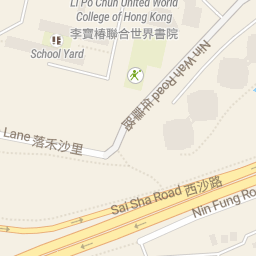 Li Po Chun United World
College of Hong Kong
李寶椿聯合世界書院
School Yard
Nin Wah Road 年華路
Lane 落禾沙里
Sai Sha Road 西沙路
Nin Fung Ro